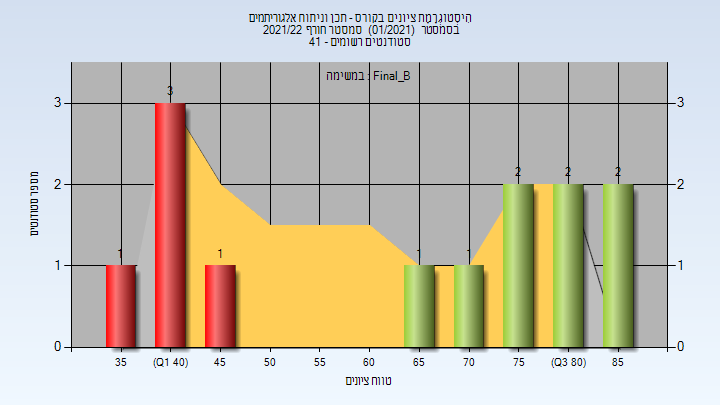 היסטוגרמת ציונים בקורס - תכן וניתוח אלגוריתמים
בסמסטר (01/2021) סמסטר חורף 2021/22
סטודנטים רשומים - 41
במשימה : Final_B
מספר סטודנטים
3 3
2 2
1 1
0 0
1 3 1 1 1 2 2 2
35 (Q1 40) 45 50 55 60 65 70 75 (Q3 80) 85
טווח ציונים